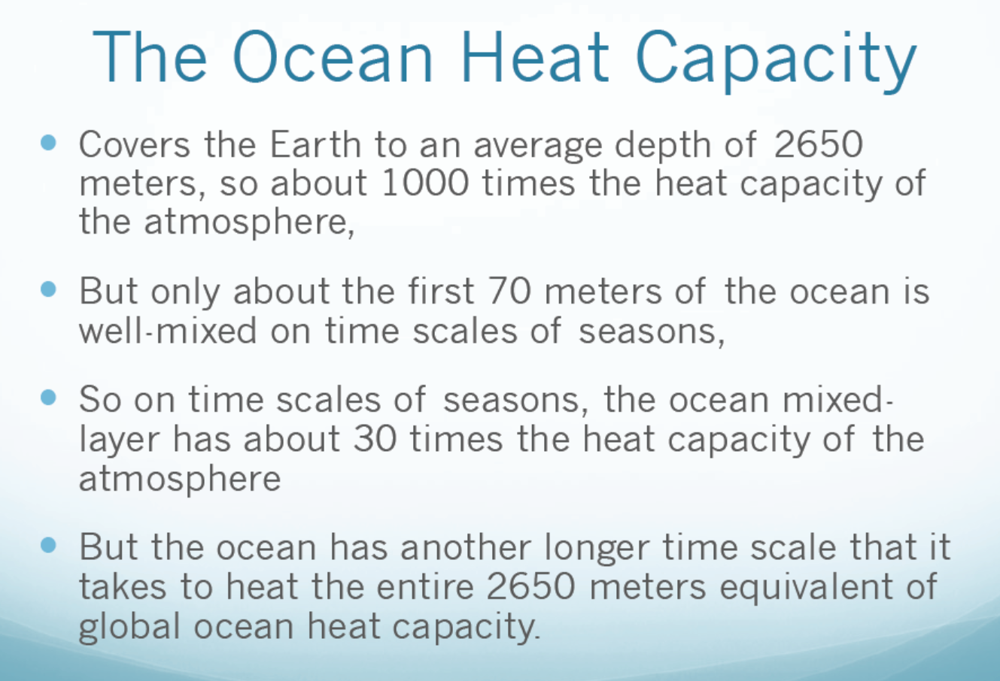 The Ocean Heat Capacity
Covers the Earth to an average depth of 2650
meters, so about 1000 times the heat capacity of
the atmosphere,
But only about the first 70 meters of the ocean is
well-mixed on time scales of seasons,
So on time scales of seasons, the ocean mixed-
layer has about 30 times the heat capacity of the
atmosphere
But the ocean has another longer time scale that it
takes to heat the entire 2650 meters equivalent of
global ocean heat capacity.